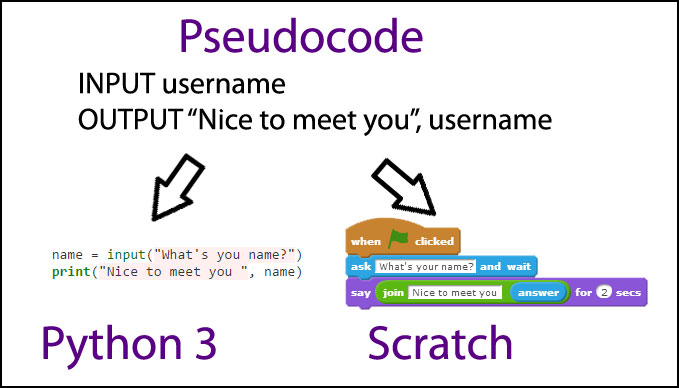 Pseudocode
INPUT username
OUTPUT “Nice to meet you”, username
name = input("What's you name?")
print("Nice to meet you ", name)
when clicked
ask What's your name? and wait
say join Nice to meet you answer for 2 secs
Python 3
Scratch